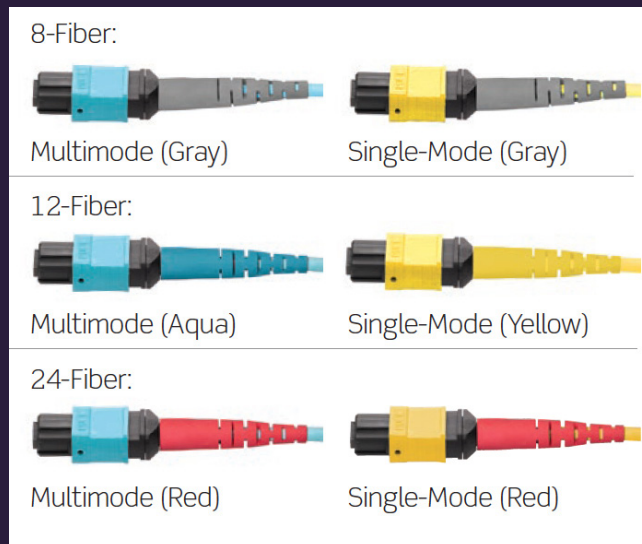 8-Fiber:
Multimode (Gray)
Single-Mode (Gray)
12-Fiber:
Multimode (Aqua)
Single-Mode (Yellow)
24-Fiber:
Multimode (Red)
Single-Mode (Red)